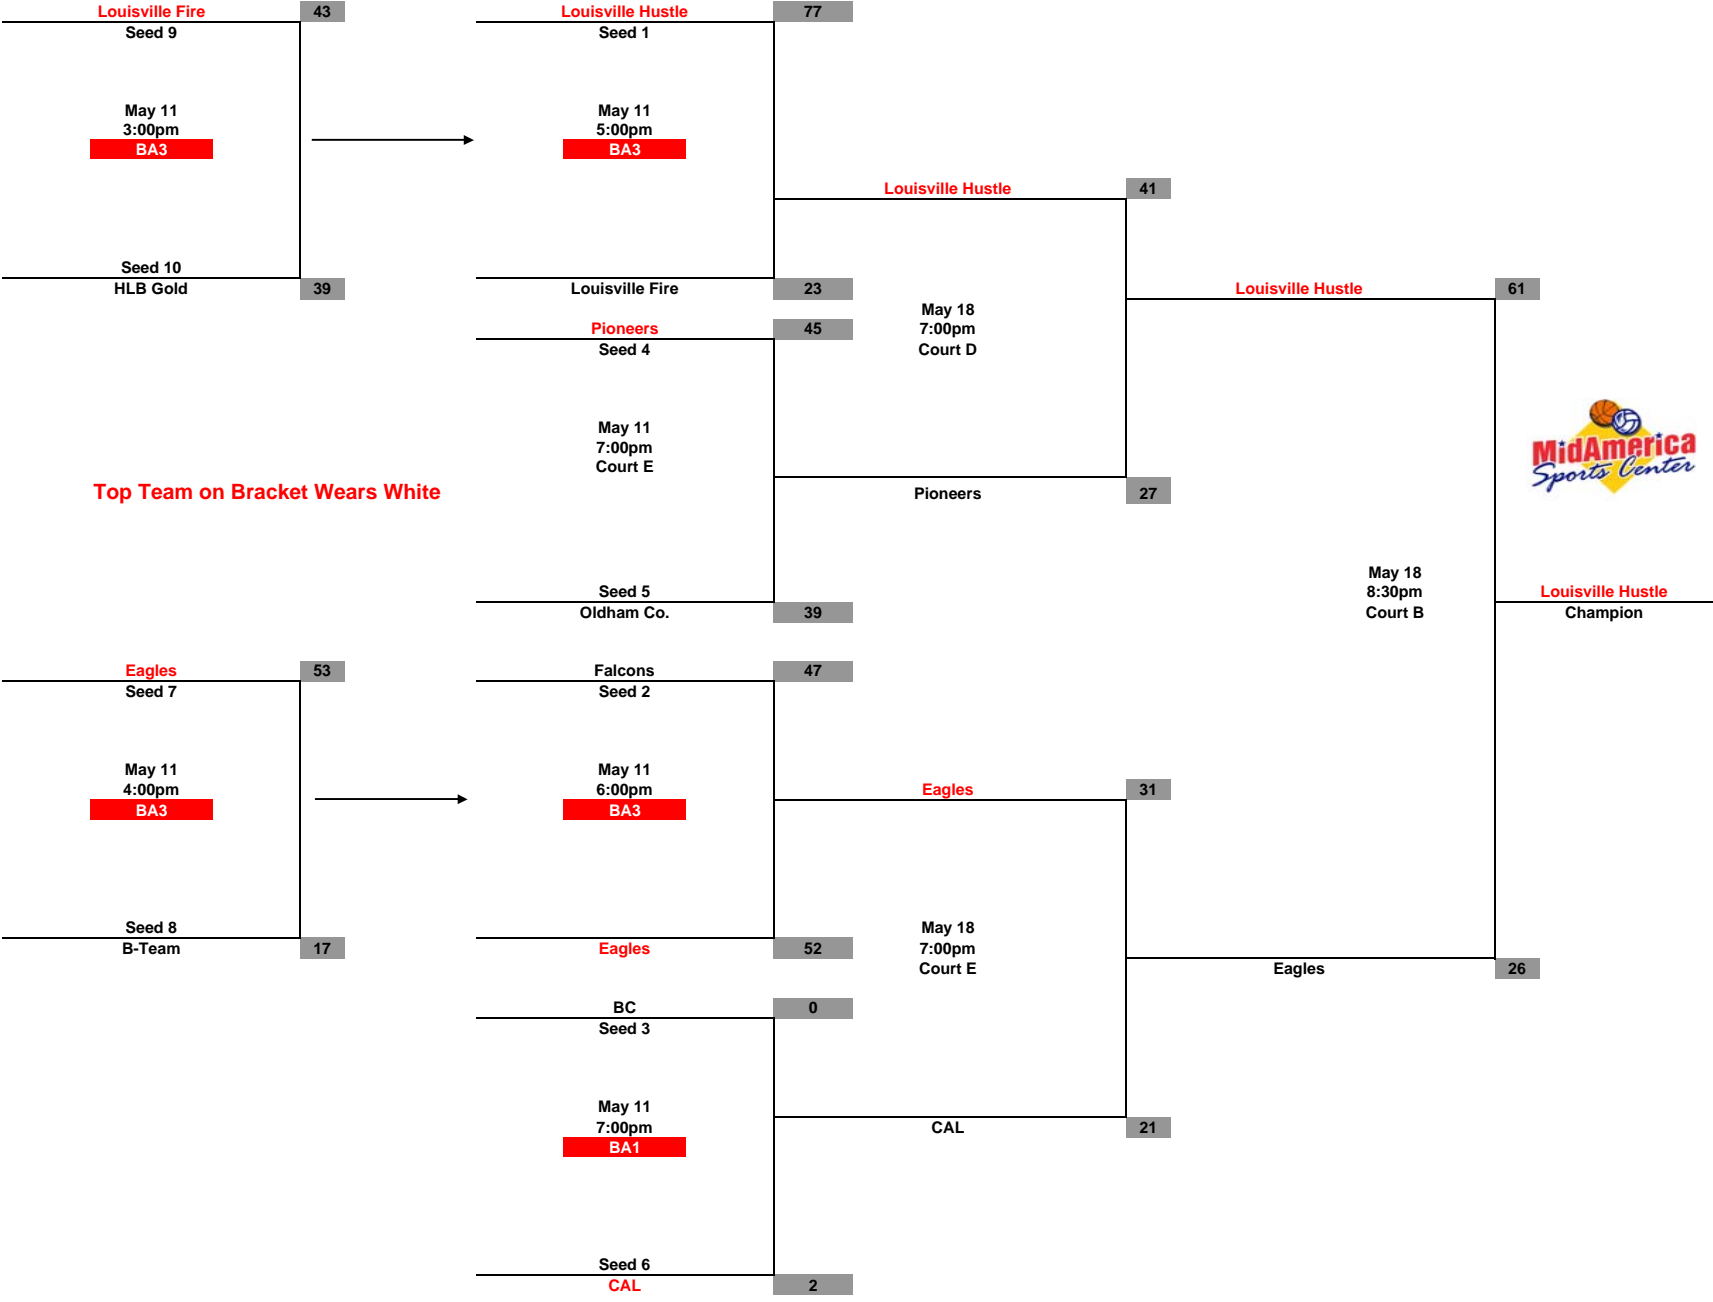 Louisville Fire 43
Seed 9
May 11
3:00pm
BA3
Seed 10
HLB Gold 39
Louisville Hustle 77
Seed 1
May 11
5:00pm
BA3
Louisville Fire 23
Pioneers 45
Seed 4
May 11
7:00pm
Court E
Seed 5
Oldham Co. 39
Louisville Hustle 41
May 18
7:00pm
Court D
Pioneers 27
Louisville Hustle 61
MidAmerica
Sports Center
Top Team on Bracket Wears White
May 18
8:30pm
Court B
Louisville Hustle
Champion
Eagles 53
Seed 7
May 11
4:00pm
BA3
Seed 8
B-Team 17
Falcons 47
Seed 2
May 11
6:00pm
BA3
Eagles 52
BC 0
Seed 3
May 11
7:00pm
BA1
Seed 6
CAL 2
Eagles 31
May 18
7:00pm
Court E
CAL 21
Eagles 26